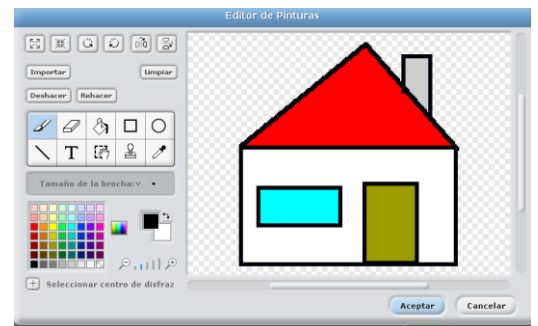 Editor de Pinturas
Importar
Limpiar
Deshacer
Rehacer
T
Tamaño de la brocha:
Seleccionar centro de disfraz
Aceptar
Cancelar